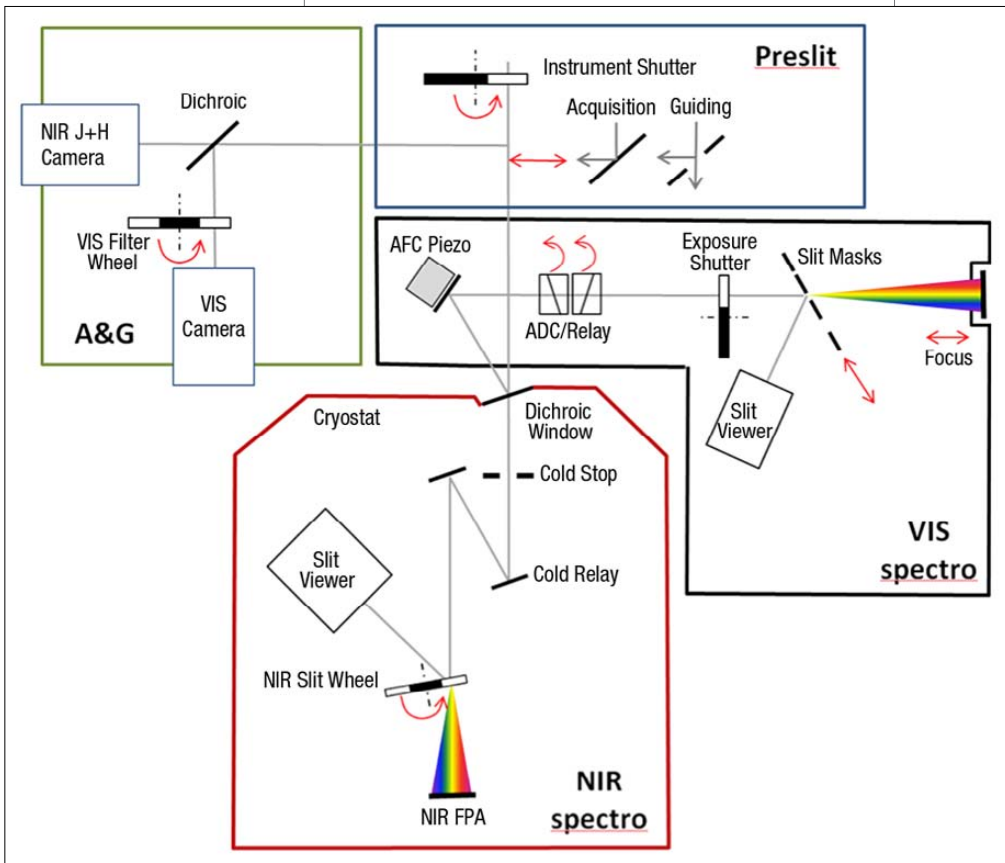 Instrument Shutter
Preslit
Acquisition
Guiding
Dichroic
NIR J+H
Camera
VIS Filter
Wheel
VIS
Camera
A&G
AFC Piezo
ADC/Relay
Exposure
Shutter
Slit Masks
Focus
Slit
Viewer
VIS
spectro
Cryostat
Dichroic
Window
Cold Stop
Cold Relay
Slit
Viewer
NIR Slit Wheel
NIR FPA
NIR
spectro